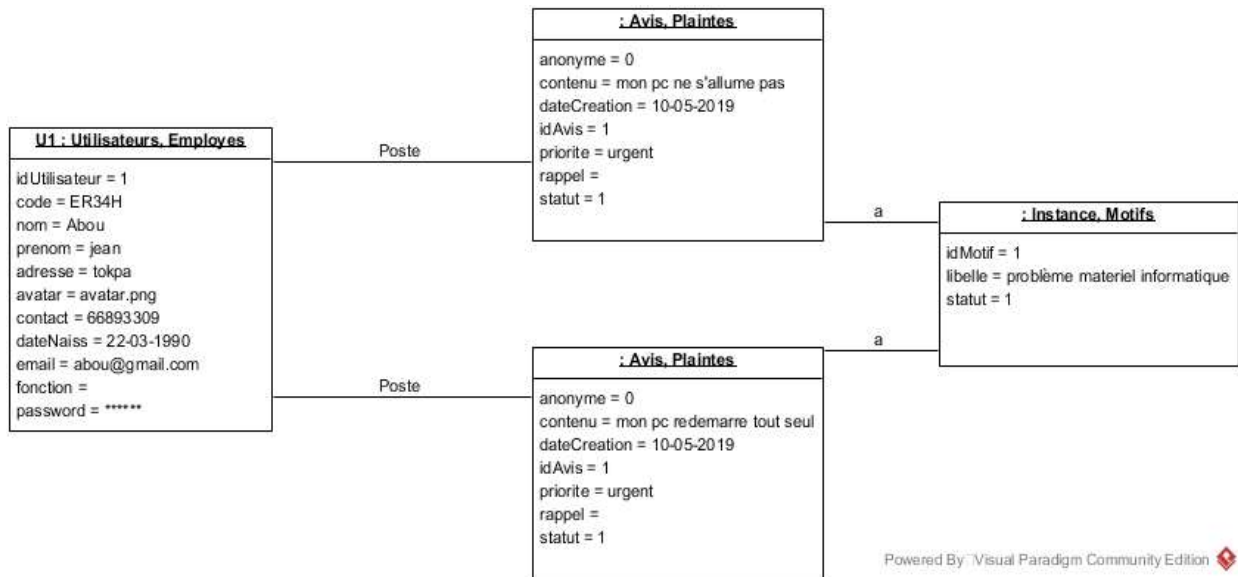 U1 : Utilisateurs, Employes
idUtilisateur = 1
code = ER34H
nom = Abou
prenom = jean
adresse = tokpa
avatar = avatar.png
contact = 66893309
dateNaiss = 22-03-1990
email = abou@gmail.com
fonction =
password = ******
Poste
Poste
: Avis, Plaintes
anonyme = 0
contenu = mon pc ne s'allume pas
dateCreation = 10-05-2019
idAvis = 1
priorite = urgent
rappel =
statut = 1
: Avis, Plaintes
anonyme = 0
contenu = mon pc redemarre tout seul
dateCreation = 10-05-2019
idAvis = 1
priorite = urgent
rappel =
statut = 1
a
a
: Instance, Motifs
idMotif = 1
libelle = problème materiel informatique
statut = 1
Powered By Visual Paradigm Community Edition